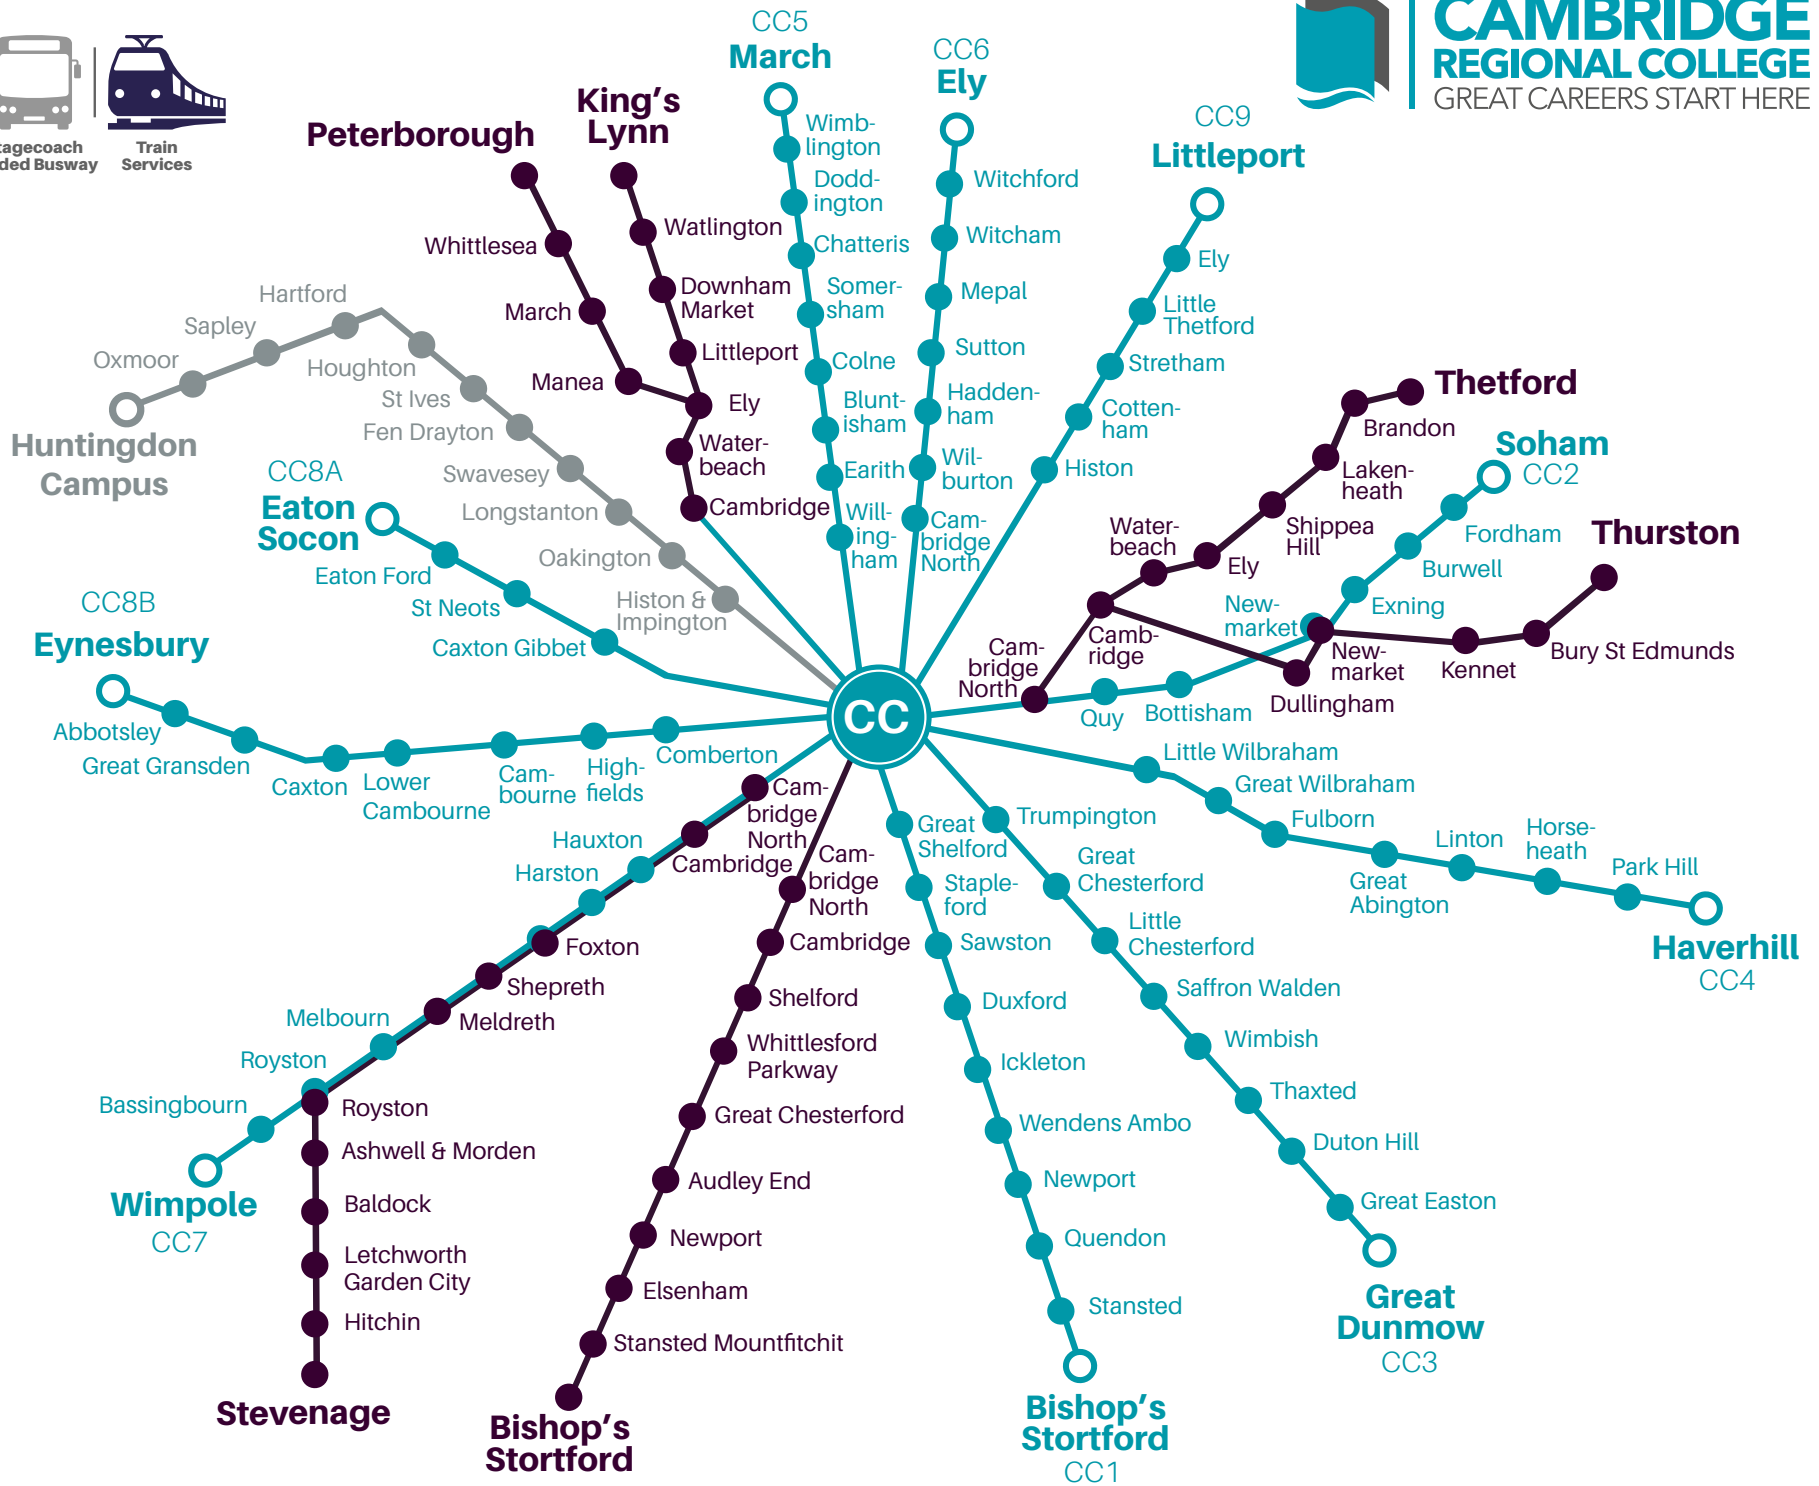 CAMBRIDGE
REGIONAL COLLEGE
GREAT CAREERS START HERE
tagecoach
ded Busway
Train
Services
CC5
March
Wimb-
lington
Dodd-
ington
Chatteris
Somer-
sham
Colne
Blunt-
isham
Earith
Will-
ing-
ham
CC6
Ely
Witchford
Witcham
Mepal
Sutton
Hadden-
ham
Wil-
burton
Cam-
bridge
North
CC9
Littleport
Ely
Little
Thetford
Stretham
Cotten-
ham
Histon
Peterborough
Whittlesea
March
Manea
King's
Lynn
Watlington
Downham
Market
Littleport
Ely
Water-
beach
Cambridge
Hartford
Sapley
Oxmoor
Huntingdon
Campus
Houghton
St Ives
Fen Drayton
Swavesey
Longstanton
Oakington
Histon &
Impington
CC8A
Eaton
Socon
Eaton Ford
St Neots
Caxton Gibbet
CC8B
Eynesbury
Abbotsley
Great Gransden
Caxton
Lower
Cambourne
Cam-
bourne
High-
fields
Comberton
Thetford
Brandon
Laken-
heath
Shippea
Hill
Ely
Water-
beach
Camb-
ridge
Cam-
bridge
North
Soham
CC2
Fordham
Burwell
Exning
New-
market
Bottisham
Quy
Thurston
Bury St Edmunds
Kennet
New-
market
Dullingham
CC
Little Wilbraham
Great Wilbraham
Fulborn
Great
Abington
Linton
Horse-
heath
Park Hill
Haverhill
CC4
Trumpington
Great
Chesterford
Little
Chesterford
Saffron Walden
Wimbish
Thaxted
Duton Hill
Great Easton
Great
Dunmow
CC3
Great
Shelford
Staple-
ford
Sawston
Duxford
Ickleton
Wendens Ambo
Newport
Quendon
Stansted
Bishop's
Stortford
CC1
Cam-
bridge
North
Cambridge
Shelford
Whittlesford
Parkway
Great Chesterford
Audley End
Newport
Elsenham
Stansted Mountfitchit
Bishop's
Stortford
Cam-
bridge
North
Cambridge
Hauxton
Harston
Foxton
Shepreth
Meldreth
Melbourn
Royston
Bassingbourn
Wimpole
CC7
Royston
Ashwell & Morden
Baldock
Letchworth
Garden City
Hitchin
Stevenage